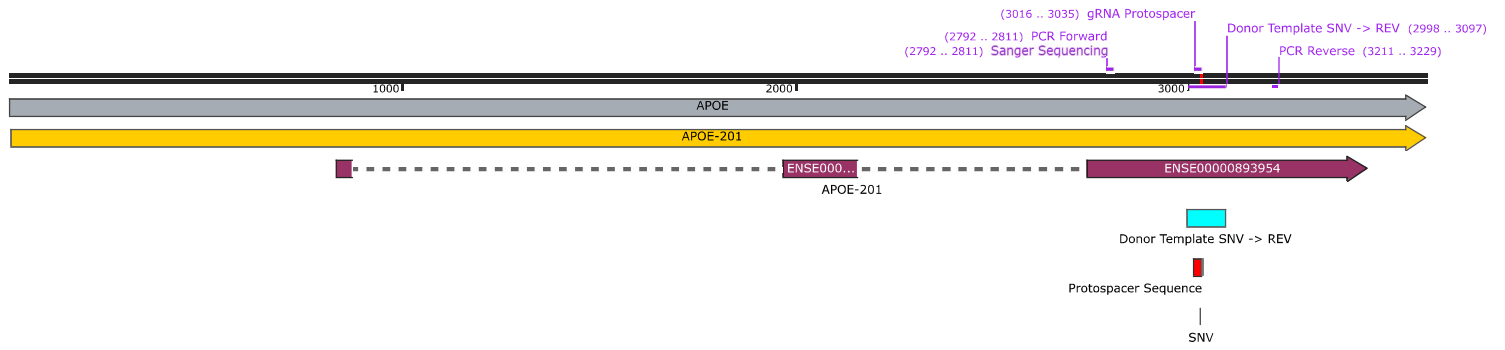 (3016 .. 3035) gRNA Protospacer
Donor Template SNV -> REV (2998 .. 3097)
(2792 .. 2811) PCR Forward
(2792 .. 2811) Sanger Sequencing
PCR Reverse (3211 .. 3229)
1000
2000
3000
APOE
APOE-201
ENSE000...
ENSE00000893954
APOE-201
Donor Template SNV -> REV
Protospacer Sequence
SNV